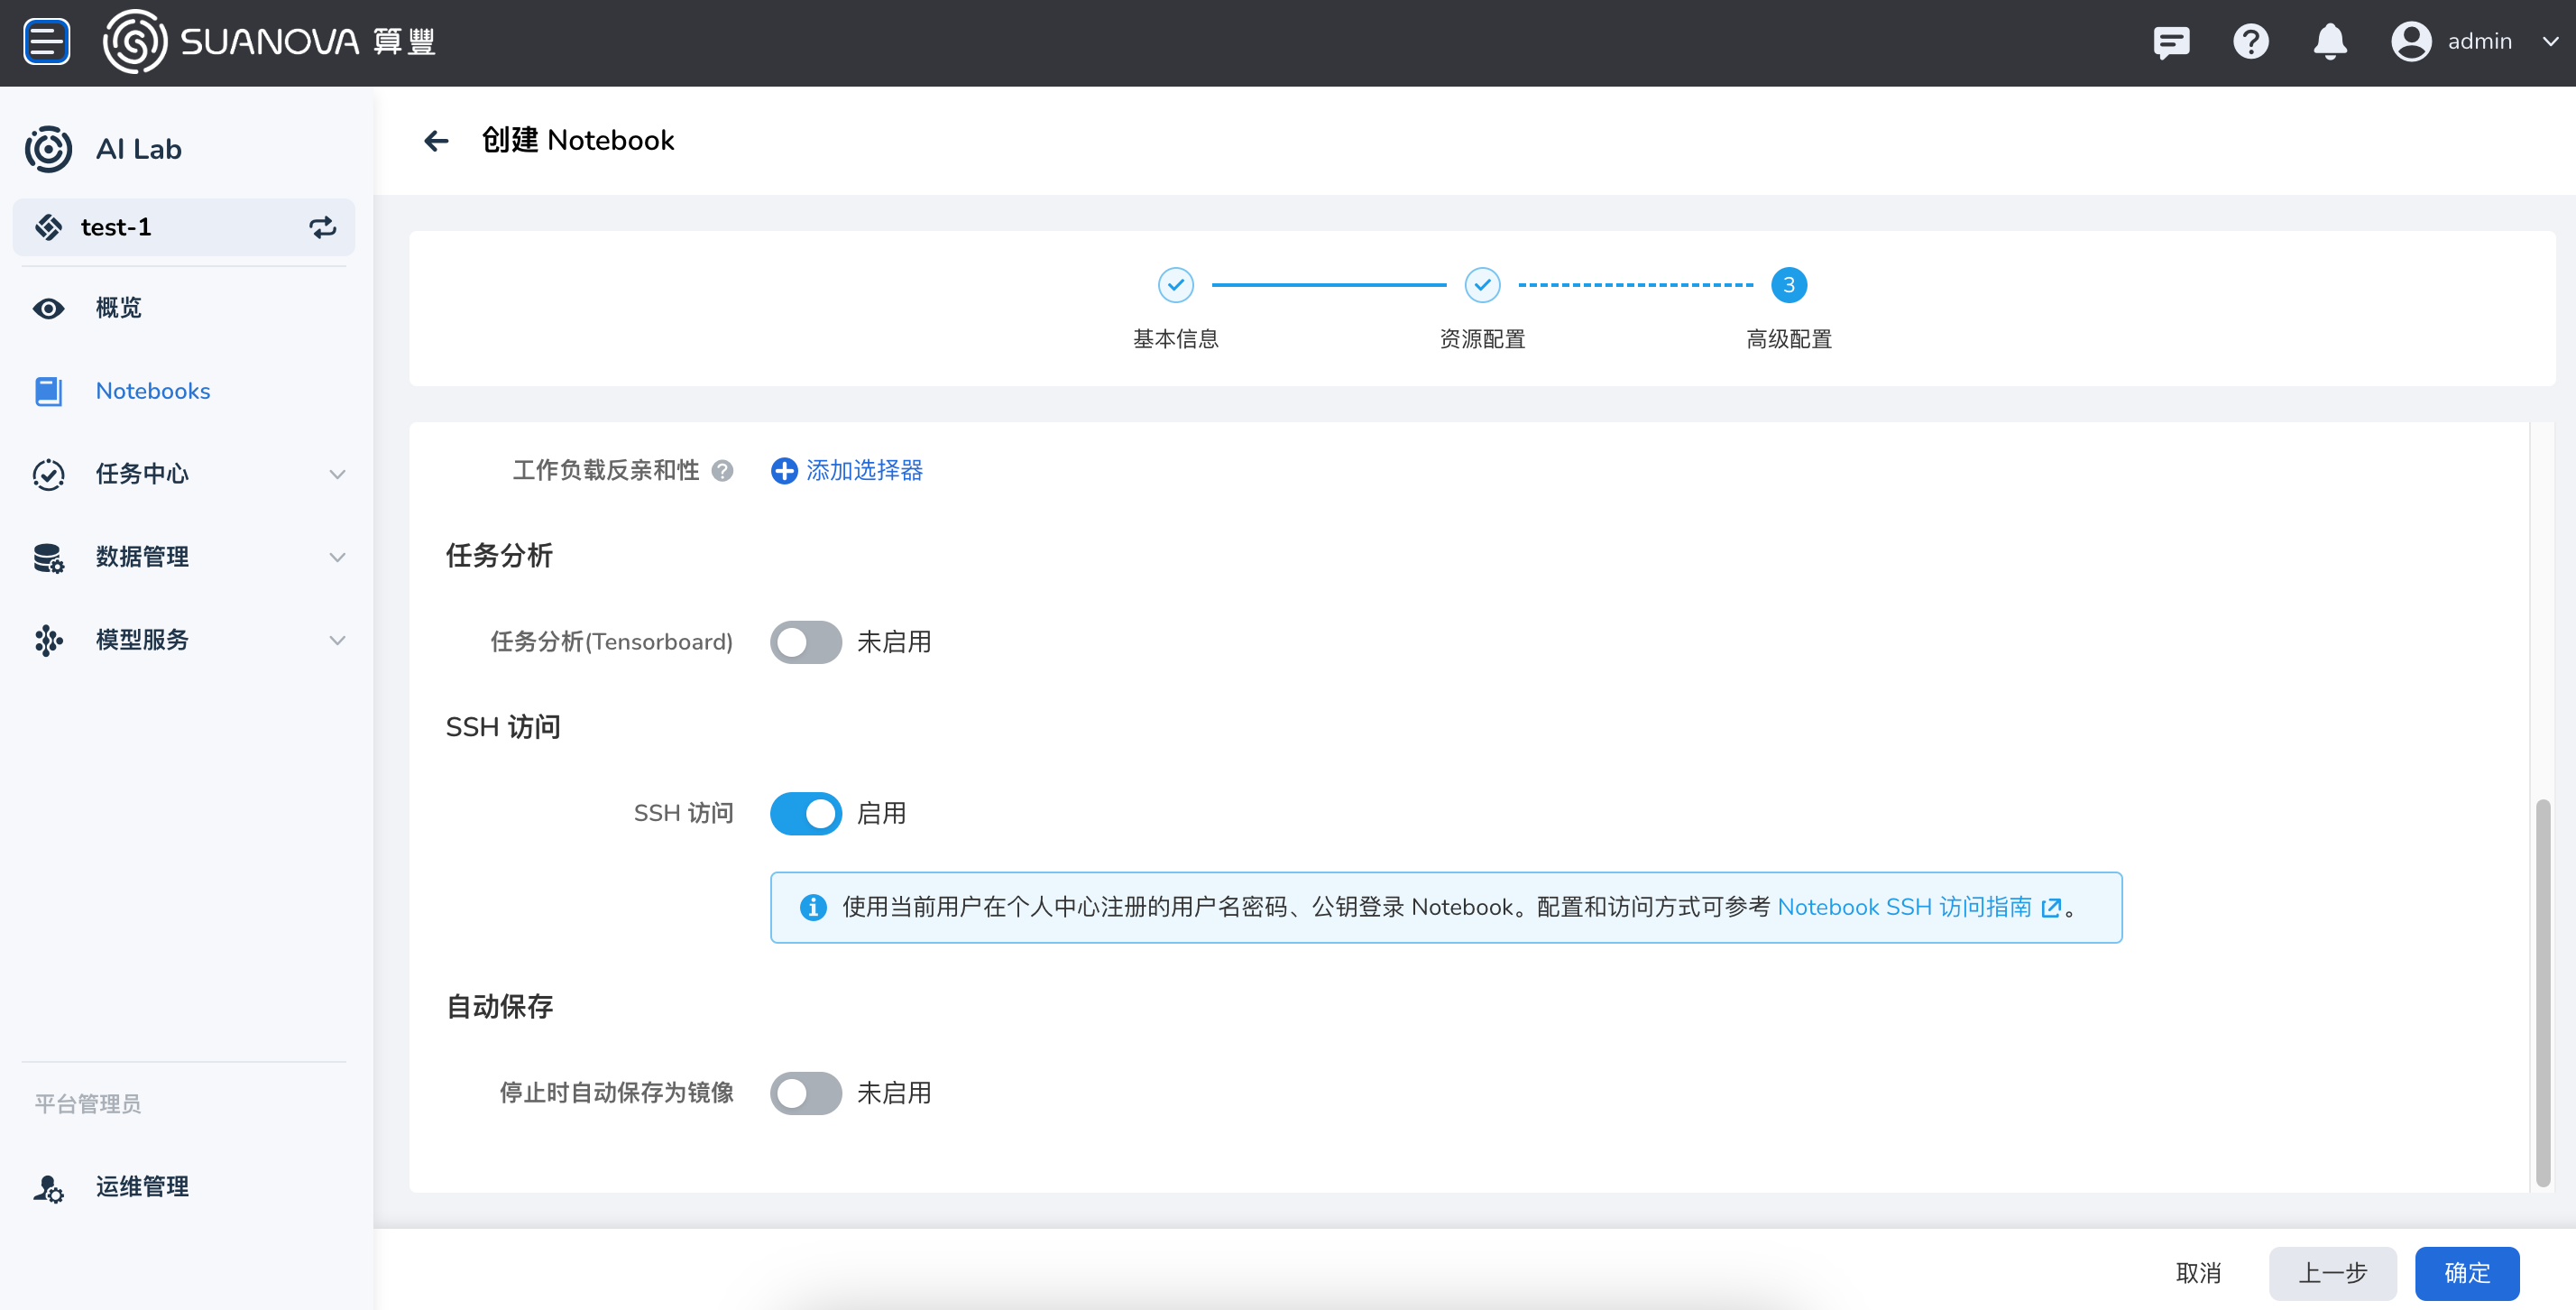 SUANOVA 算豐
admin
AI Lab
test-1
概览
Notebooks
任务中心
数据管理
模型服务
平台管理员
运维管理
创建 Notebook
3
基本信息
资源配置
高级配置
工作负载反亲和性
添加选择器
任务分析
任务分析(Tensorboard)
未启用
SSH 访问
SSH 访问
启用
使用当前用户在个人中心注册的用户名密码、公钥登录 Notebook。配置和访问方式可参考 Notebook SSH 访问指南 。
自动保存
停止时自动保存为镜像
未启用
取消
上一步
确定